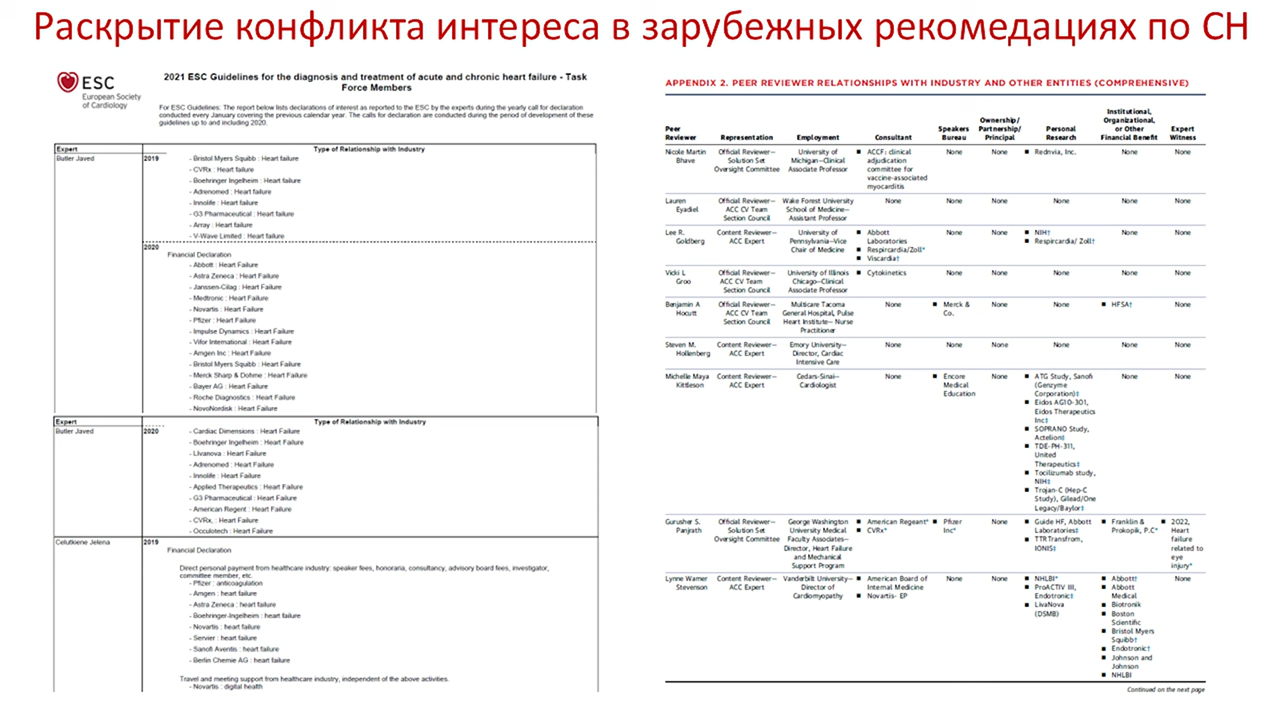 Раскрытие конфликта интереса в зарубежных рекомедациях по СН
ESC
European Society
of Cardiology
2021 ESC Guidelines for the diagnosis and treatment of acute and chronic heart failure - Task
Force Members
For ESC Guidelines: The report below lists declarations of interest as reported to the ESC by the experts during the yearly call for declaration
conducted every January covering the previous calendar year. The calls for declaration are conducted during the period of development of these
guidelines up to and including 2020.
Expert Type of Relationship with Industry
Butler Javed 2019 - Bristol Myers Squibb : Heart failure
- CVRx : Heart failure
- Boehringer Ingelheim : Heart failure
- Adrenomed : Heart failure
- Innolife : Heart failure
- G3 Pharmaceutical : Heart failure
- Array : Heart failure
- V-Wave Limited : Heart failure
2020
Financial Declaration
- Abbott : Heart Failure
- Astra Zeneca : Heart Failure
- Janssen-Cilag : Heart Failure
- Medtronic : Heart Failure
- Novartis : Heart Failure
- Pfizer : Heart Failure
- Impulse Dynamics : Heart Failure
- Vifor International : Heart Failure
- Amgen Inc : Heart Failure
- Bristol Myers Squibb : Heart Failure
- Merck Sharp & Dohme : Heart Failure
- Bayer AG : Heart Failure
- Roche Diagnostics : Heart Failure
- NovoNordisk : Heart Failure
Expert Type of Relationship with Industry
Butler Javed 2020 - Cardiac Dimensions : Heart Failure
- Boehringer Ingelheim : Heart Failure
- Livanova : Heart Failure
- Adrenomed : Heart Failure
- Innolife : Heart Failure
- Applied Therapeutics : Heart Failure
- G3 Pharmaceutical : Heart Failure
- American Regent : Heart Failure
- CVRx, : Heart Failure
- Occulotech : Heart Failure
Celutkiene Jelena 2019
Financial Declaration
Direct personal payment from healthcare industry: speaker fees, honoraria, consultancy, advisory board fees, investigator,
committee member, etc.
- Pfizer : anticoagulation
- Amgen : heart failure
- Astra Zeneca : heart failure
- Boehringer-Ingelheim : heart failure
- Novartis : heart failure
- Servier : heart failure
- Sanofi Aventis : heart failure
- Berlin Chemie AG : heart failure
Travel and meeting support from healthcare industry, independent of the above activities.
- Novartis : digital health
APPENDIX 2. PEER REVIEWER RELATIONSHIPS WITH INDUSTRY AND OTHER ENTITIES (COMPREHENSIVE)
Institutional,
Ownership/ Organizational,
Peer Speakers Partnership/ Personal or Other Expert
Reviewer Representation Employment Consultant Bureau Principal Research Financial Benefit Witness
Nicole Martin Official Reviewer— University of ■ ACCF: clinical None None ■ Rednvia, Inc. None None
Bhave Solution Set Michigan—Clinical adjudication
Oversight Committee Associate Professor committee for
vaccine-associated
myocarditis
Lauren Official Reviewer— Wake Forest University None None None None None None
Eyadiel ACC CV Team School of Medicine—
Section Council Assistant Professor
Lee R. Content Reviewer— University of ■ Abbott None None ■ NIH† None None
Goldberg ACC Expert Pennsylvania—Vice Laboratories ■ Respircardia/ Zoll†
Chair of Medicine ■ Respircardia/Zoll*
■ Viscardia†
Vicki L Official Reviewer— University of Illinois ■ Cytokinetics None None None None None
Groo ACC CV Team Chicago—Clinical
Section Council Associate Professor
Benjamin A Official Reviewer— Multicare Tacoma None ■ Merck & None None ■ HFSA† None
Hocutt ACC CV Team General Hospital, Pulse Co.
Section Council Heart Institute— Nurse
Practitioner
Steven M. Content Reviewer— Emory University— None None None None None None
Hollenberg ACC Expert Director, Cardiac
Intensive Care
Michelle Maya Content Reviewer— Cedars-Sinai— None ■ Encore None ■ ATG Study, Sanofi None None
Kittleson ACC Expert Cardiologist Medical (Genzyme
Education Corporation)‡
■ Eidos AG10-301,
Eidos Therapeutics
Inc‡
■ SOPRANO Study,
Actelion‡
■ TDE-PH-311,
United
Therapeutics‡
■ Tocilizumab study,
NIH‡
■ Trojan-C (Hep-C
Study), Gilead/One
Legacy/Baylor‡
Gurusher S. Official Reviewer— George Washington ■ American Regeant* ■ Pfizer None ■ Guide HF, Abbott ■ Franklin & ■ 2022,
Panjrath Solution Set University Medical ■ CVRx* Inc* Laboratories‡ Prokopik, P.C* Heart
Oversight Committee Faculty Associates— ■ TTRTransfrom, failure
Director, Heart Failure IONIS‡ related to
and Mechanical eye
Support Program injury*
Lynne Warner Content Reviewer— Vanderbilt University— ■ American Board of None None ■ NHLBI* ■ Abbott† None
Stevenson ACC Expert Director of Internal Medicine ■ ProACTIV III, ■ Abbott
Cardiomyopathy ■ Novartis- EP Endotronic‡ Medical
■ LivaNova ■ Biotronik
(DSMB) ■ Boston
Scientific
■ Bristol Myers
Squibb†
■ Endotronic†
■ Johnson and
Johnson
■ NHLBI
Continued on the next page